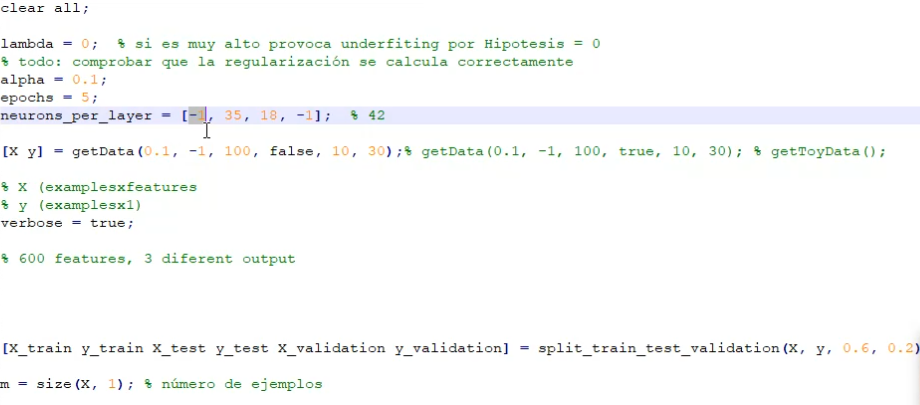 clear all;
lambda = 0;  % si es muy alto provoca underfiting por Hipotesis = 0
% todo: comprobar que la regularización se calcula correctamente
alpha = 0.1;
epochs = 5;
neurons_per_layer = [-1, 35, 18, -1];  % 42
[X y] = getData(0.1, -1, 100, false, 10, 30);% getData(0.1, -1, 100, true, 10, 30); % getToyData();
% X (examplesxfeatures
% y (examplesx1)
verbose = true;
% 600 features, 3 diferent output
[X_train y_train X_test y_test X_validation y_validation] = split_train_test_validation(X, y, 0.6, 0.2)
m = size(X, 1); % número de ejemplos